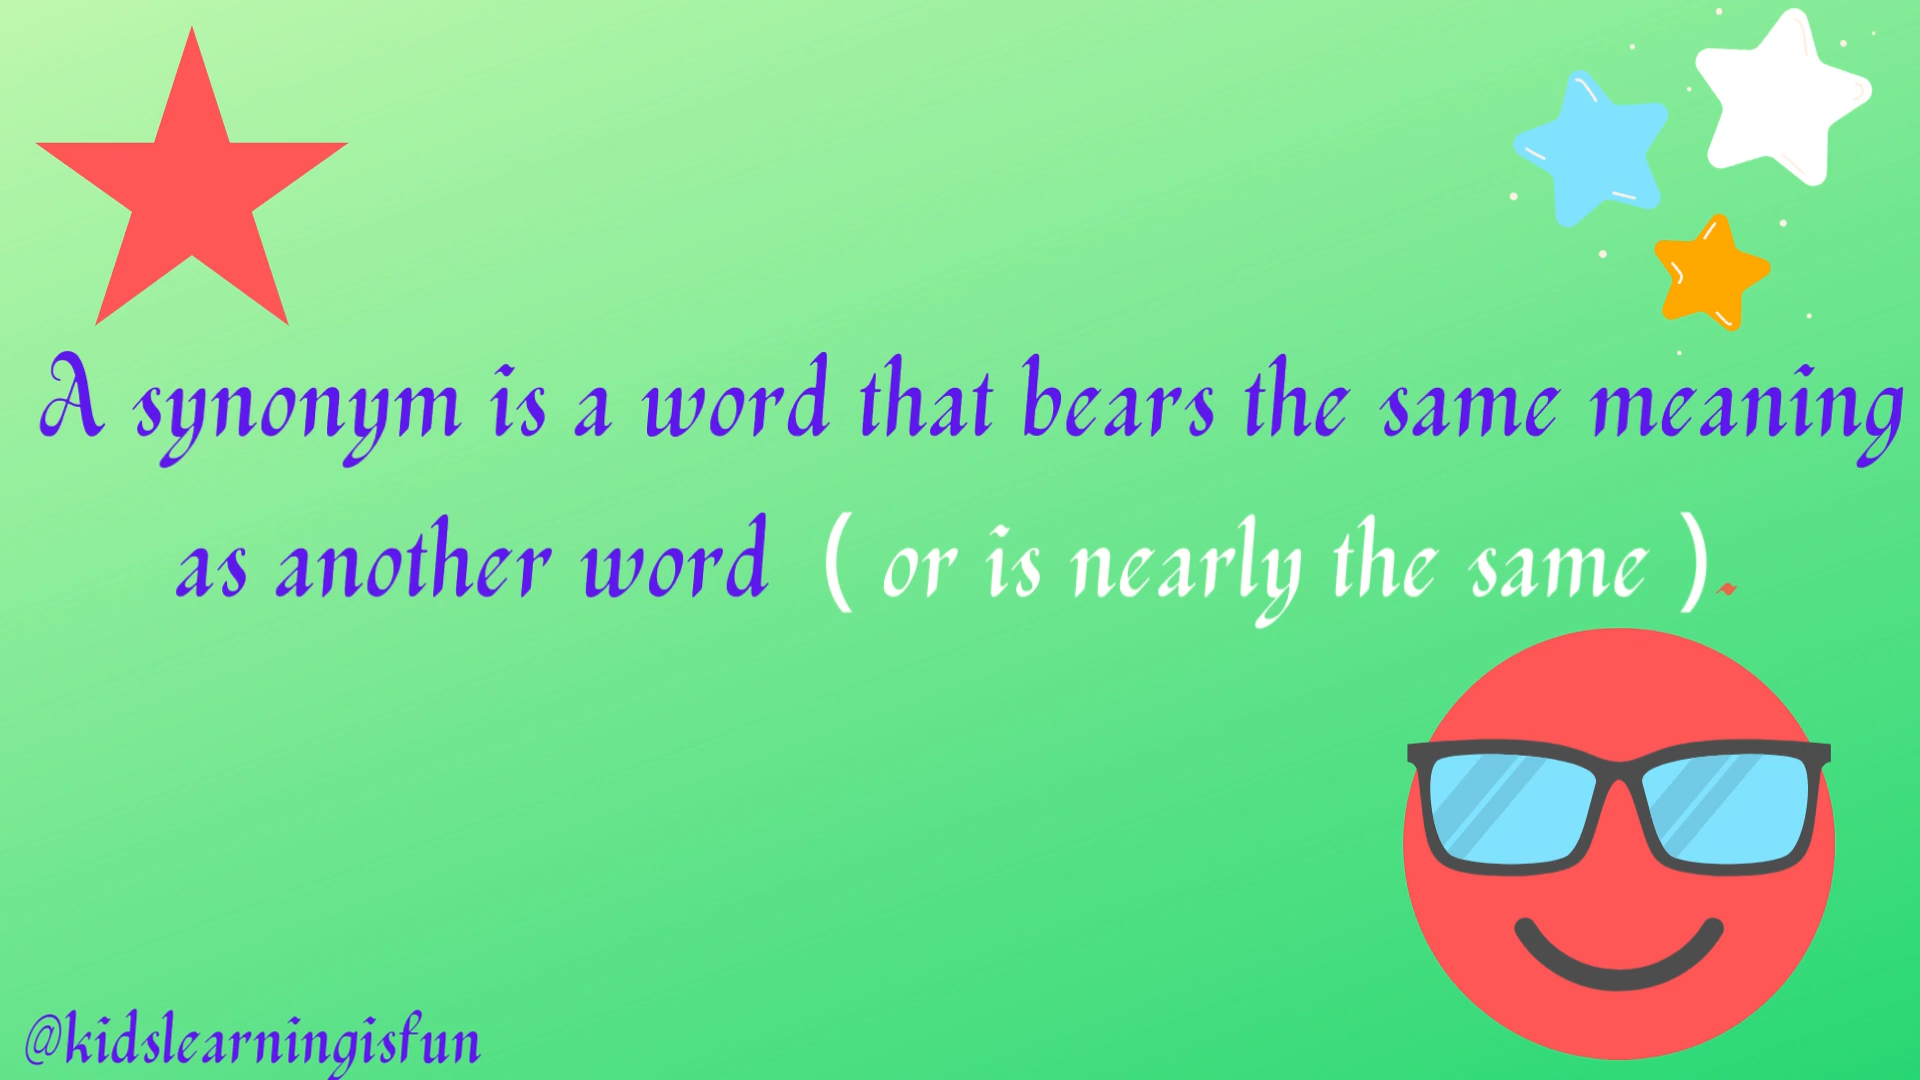 A synonym is a word that bears the same meaning
as another word ( or is nearly the same ).
@kidslearningisfun